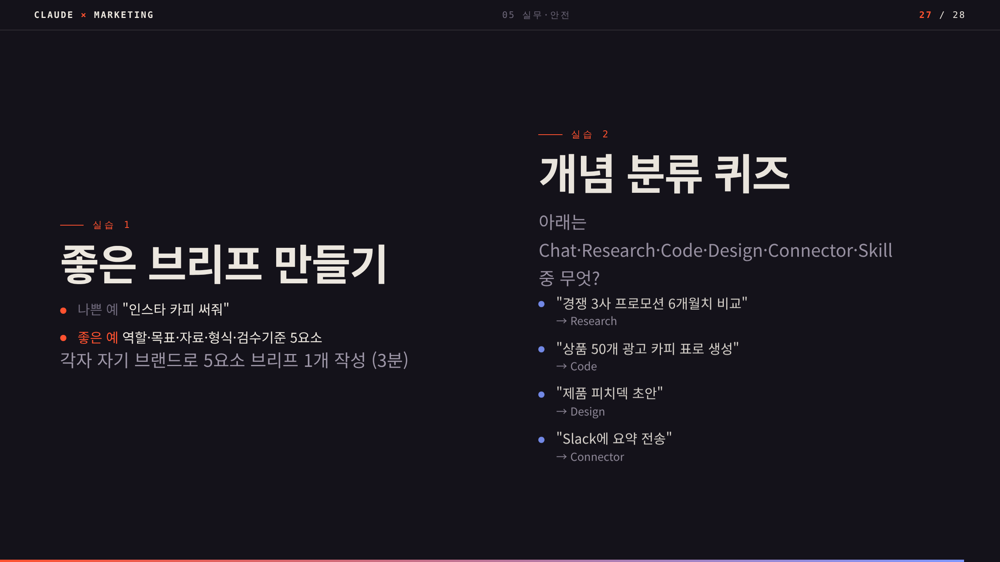 CLAUDE × MARKETING
05 실무·안전
27 / 28
실습 1
좋은 브리프 만들기
나쁜 예 "인스타 카피 써줘"
좋은 예 역할·목표·자료·형식·검수기준 5요소
각자 자기 브랜드로 5요소 브리프 1개 작성 (3분)
실습 2
개념 분류 퀴즈
아래는
Chat·Research·Code·Design·Connector·Skill
중 무엇?
"경쟁 3사 프로모션 6개월치 비교"
→ Research
"상품 50개 광고 카피 표로 생성"
→ Code
"제품 피치덱 초안"
→ Design
"Slack에 요약 전송"
→ Connector